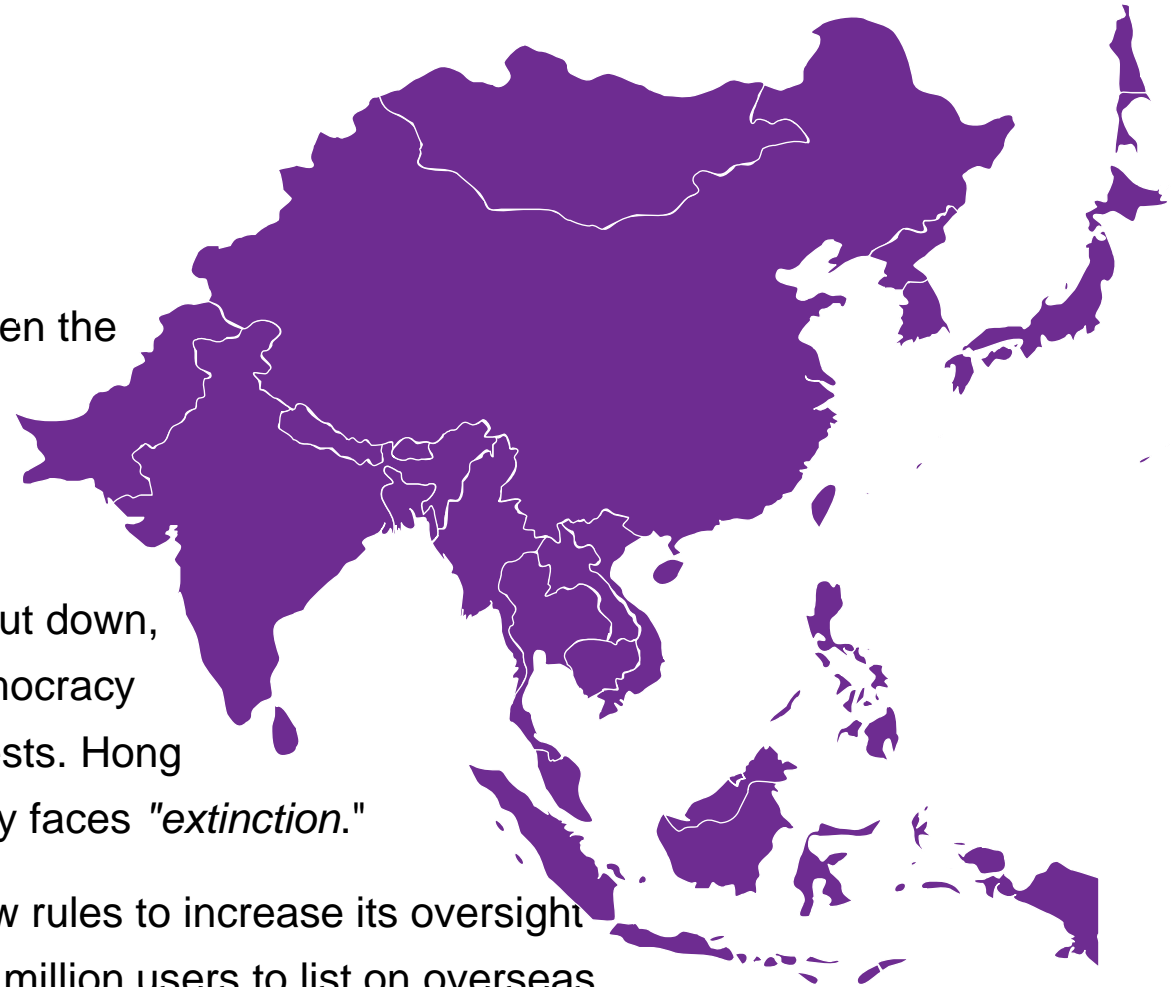 en the
ut down,
nocracy
ests. Hong
y faces "extinction."
w rules to increase its oversight
million users to list on overseas